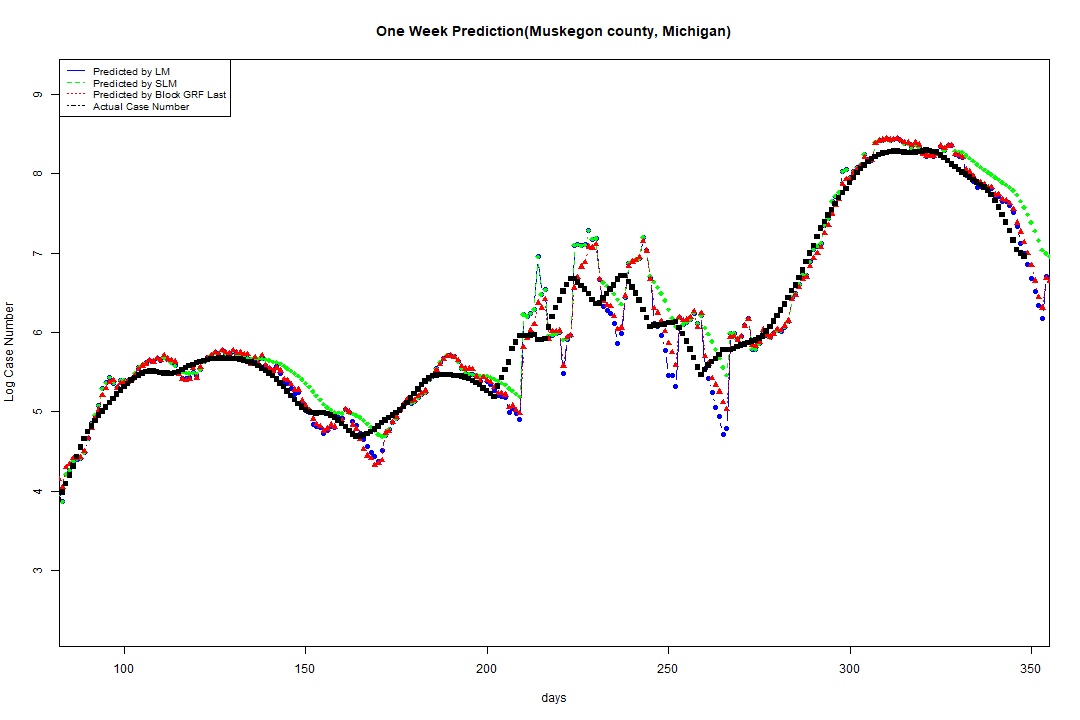 One Week Prediction(Muskegon county, Michigan)
Predicted by LM
Predicted by SLM
Predicted by Block GRF Last
Actual Case Number
9
8
7
6
5
4
3
Log Case Number
100 150 200 250 300 350
days